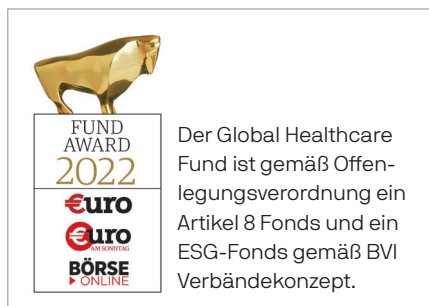 FUND
AWARD
2022
€uro
€uro
AM SONNTAG
BÖRSE
ONLINE
Der Global Healthcare
Fund ist gemäß Offen-
legungsverordnung ein
Artikel 8 Fonds und ein
ESG-Fonds gemäß BVI
Verbändekonzept.